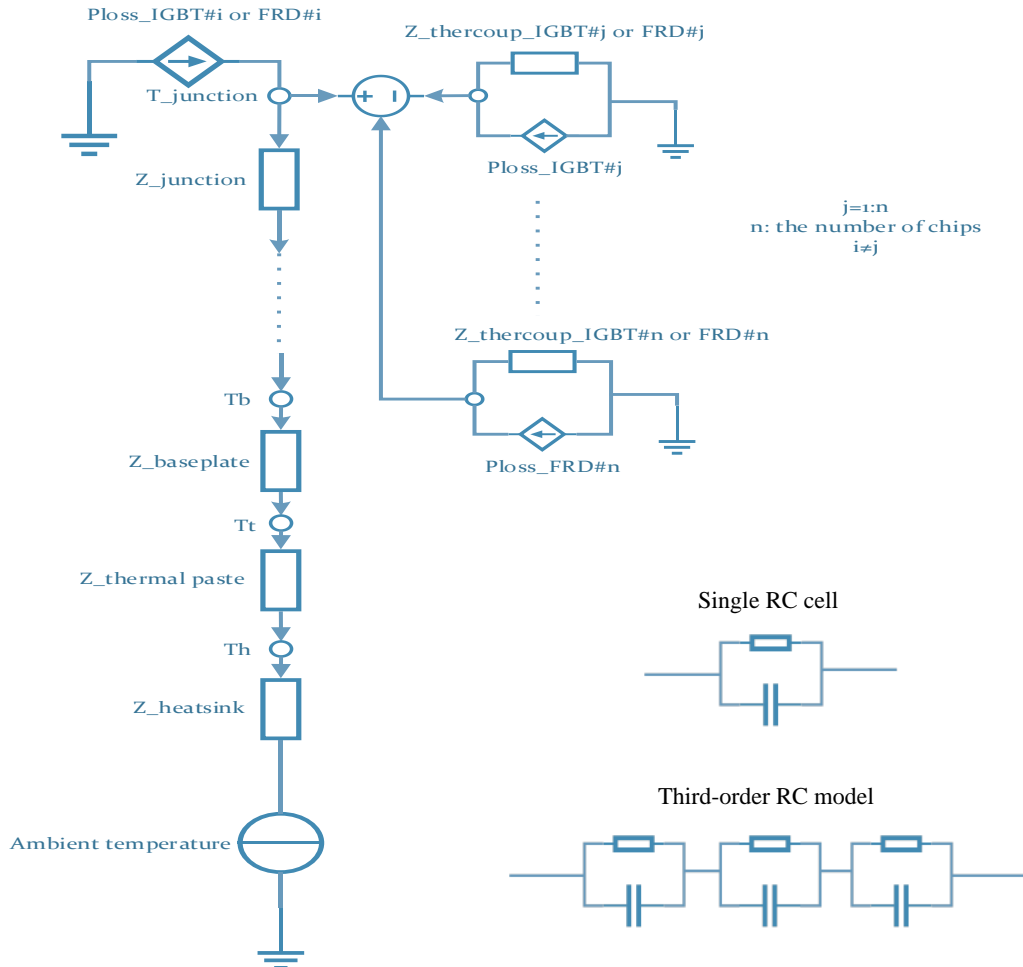 Ploss_IGBT#i or FRD#i
Z_thercoup_IGBT#j or FRD#j
T_junction
+ -
Z_junction
Ploss_IGBT#j
j=1:n
n: the number of chips
i≠j
Z_thercoup_IGBT#n or FRD#n
Tb
Z_baseplate
Ploss_FRD#n
Tt
Z_thermal paste
Single RC cell
Th
Z_heatsink
Third-order RC model
Ambient temperature